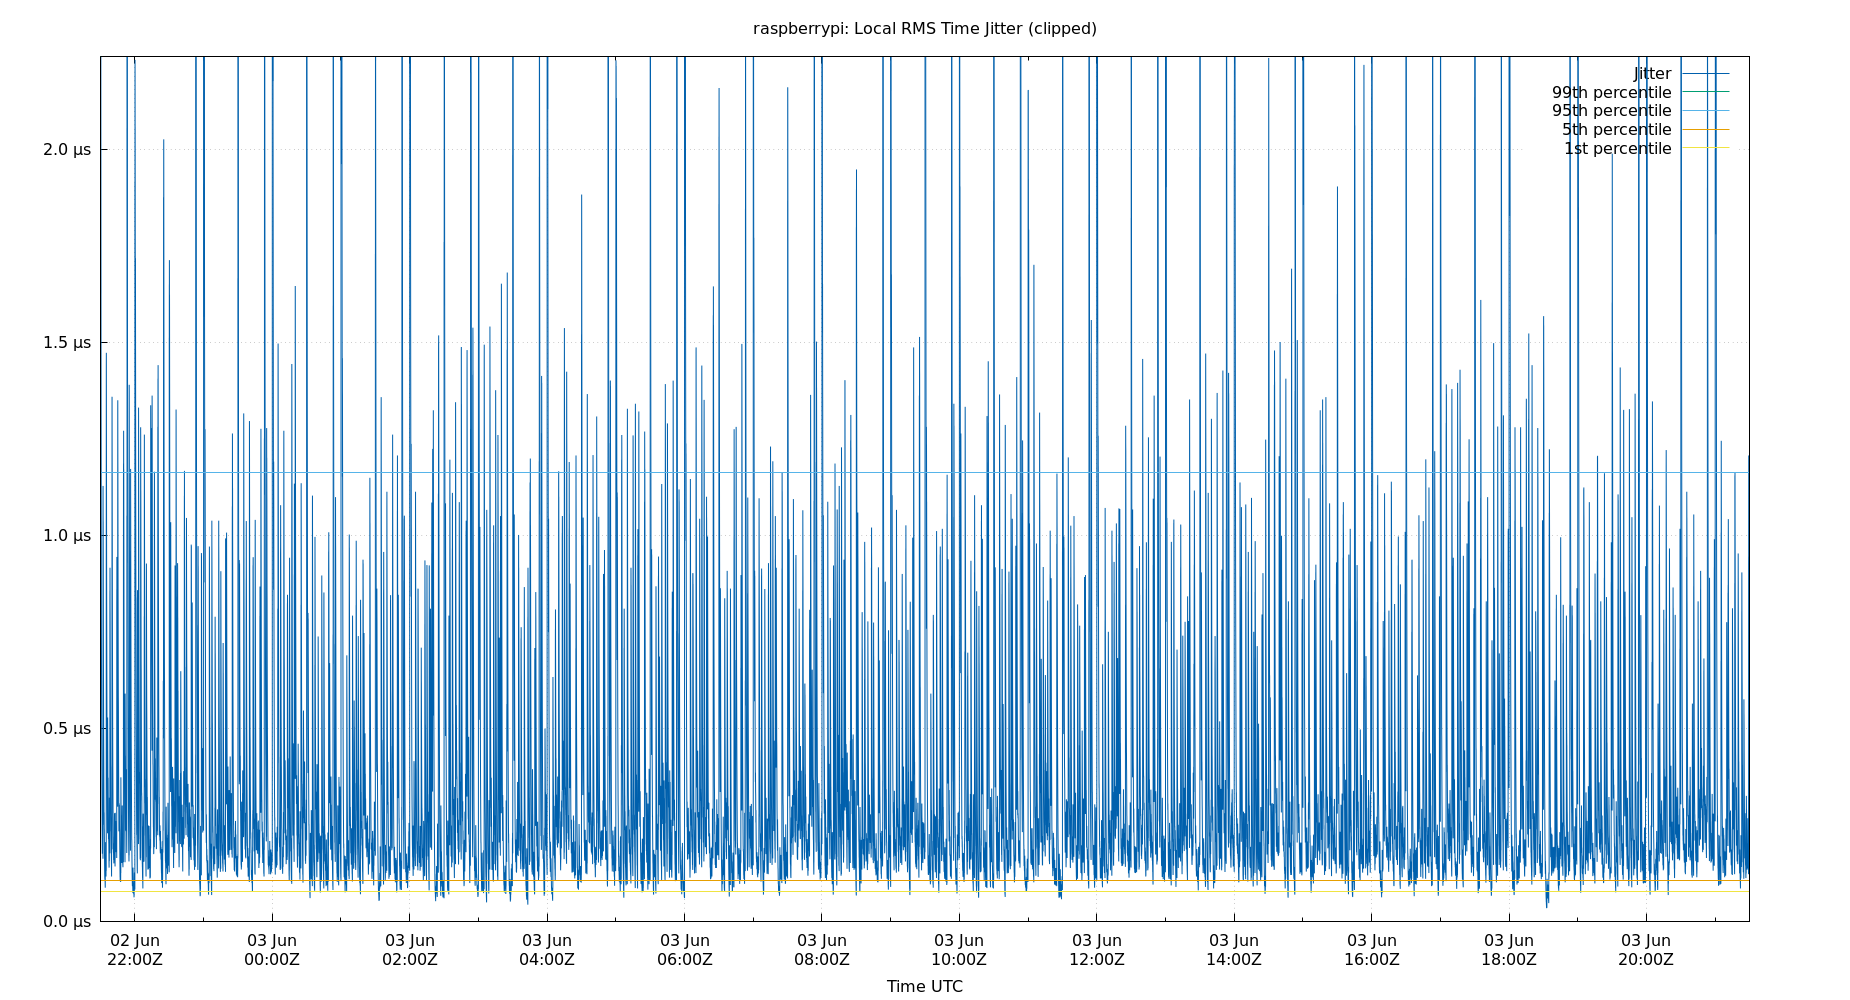 raspberrypi: Local RMS Time Jitter (clipped)
Jitter
99th percentile
95th percentile
5th percentile
1st percentile
2.0 μs
1.5 μs
1.0 μs
0.5 μs
0.0 μs
02 Jun 03 Jun 03 Jun 03 Jun 03 Jun 03 Jun 03 Jun 03 Jun 03 Jun 03 Jun 03 Jun 03 Jun
22:00Z 00:00Z 02:00Z 04:00Z 06:00Z 08:00Z 10:00Z 12:00Z 14:00Z 16:00Z 18:00Z 20:00Z
Time UTC